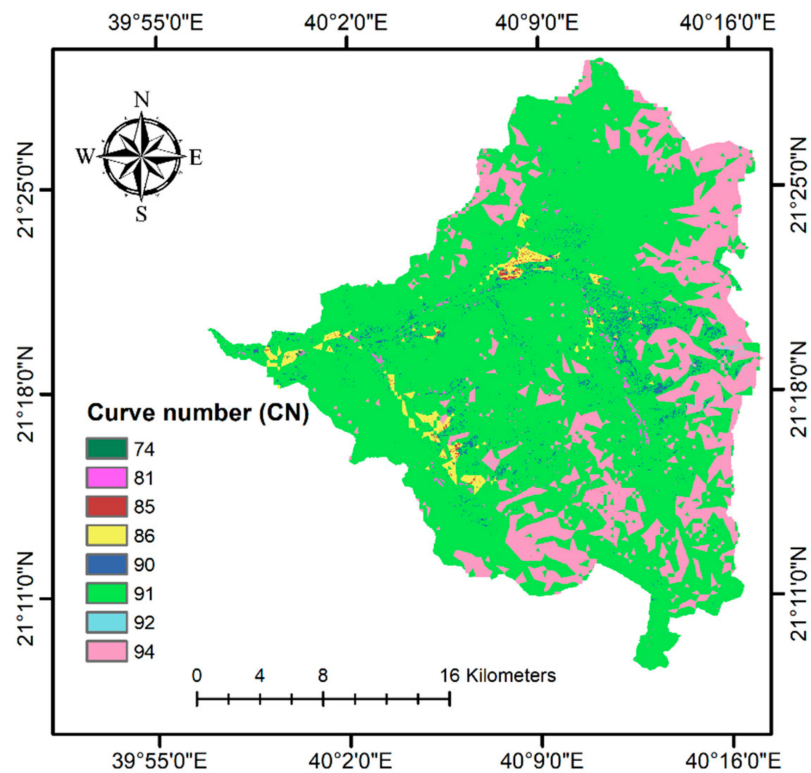 39°55'0"E 40°2'0"E 40°9'0"E 40°16'0"E
N
W E
S
21°25'0"N 21°25'0"N
21°18'0"N 21°18'0"N
Curve number (CN)
74
81
85
86
90
91
92
94
21°11'0"N 21°11'0"N
0 4 8 16 Kilometers
39°55'0"E 40°2'0"E 40°9'0"E 40°16'0"E